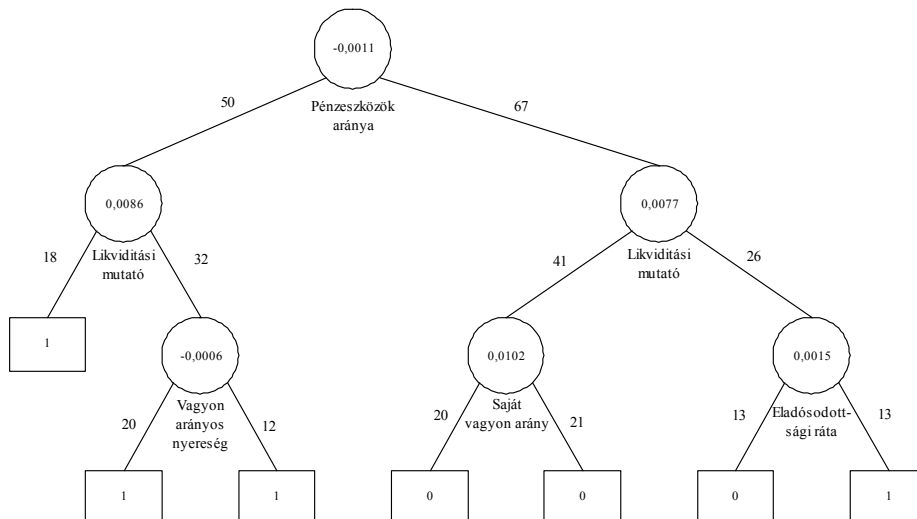 -0,0011
Pénzeszközök
aránya
50
67
0,0086
Likviditási
mutató
0,0077
Likviditási
mutató
18
32
41
26
1
-0,0006
Vagyon
arányos
nyereség
0,0102
Saját
vagyon arány
0,0015
Eladósodott-
sági ráta
20
12
20
21
13
13
1
1
0
0
0
1